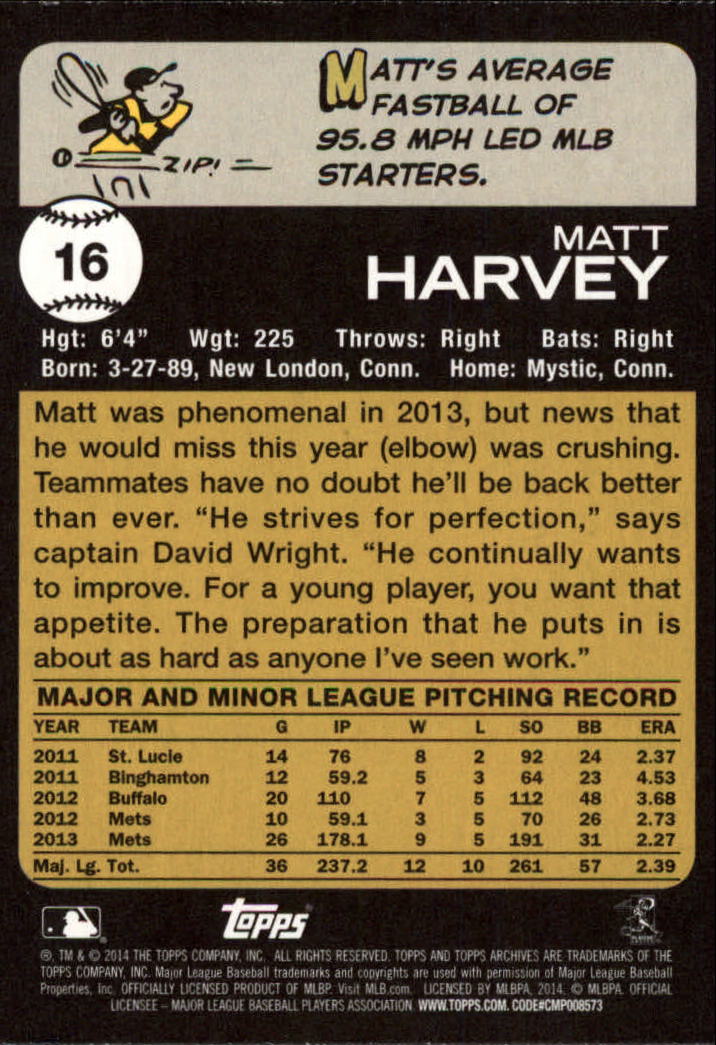 MATT'S AVERAGE
FASTBALL OF
95.8 MPH LED MLB
STARTERS.
ZIP!
16
MATT
HARVEY
Hgt: 6'4" Wgt: 225 Throws: Right Bats: Right
Born: 3-27-89, New London, Conn. Home: Mystic, Conn.
Matt was phenomenal in 2013, but news that
he would miss this year (elbow) was crushing.
Teammates have no doubt he'll be back better
than ever. “He strives for perfection,” says
captain David Wright. “He continually wants
to improve. For a young player, you want that
appetite. The preparation that he puts in is
about as hard as anyone I've seen work.”
MAJOR AND MINOR LEAGUE PITCHING RECORD
YEAR TEAM G IP W L SO BB ERA
2011 St. Lucie 14 76 8 2 92 24 2.37
2011 Binghamton 12 59.2 5 3 64 23 4.53
2012 Buffalo 20 110 7 5 112 48 3.68
2012 Mets 10 59.1 3 5 70 26 2.73
2013 Mets 26 178.1 9 5 191 31 2.27
Maj. Lg. Tot. 36 237.2 12 10 261 57 2.39
Topps
®, TM & © 2014 THE TOPPS COMPANY, INC. ALL RIGHTS RESERVED. TOPPS AND TOPPS ARCHIVES ARE TRADEMARKS OF THE
TOPPS COMPANY, INC. Major League Baseball trademarks and copyrights are used with permission of Major League Baseball
Properties, Inc. OFFICIALLY LICENSED PRODUCT OF MLBP. Visit MLB.com. LICENSED BY MLBPA, 2014. © MLBPA. OFFICIAL
LICENSEE – MAJOR LEAGUE BASEBALL PLAYERS ASSOCIATION. WWW.TOPPS.COM. CODE#CMP008573